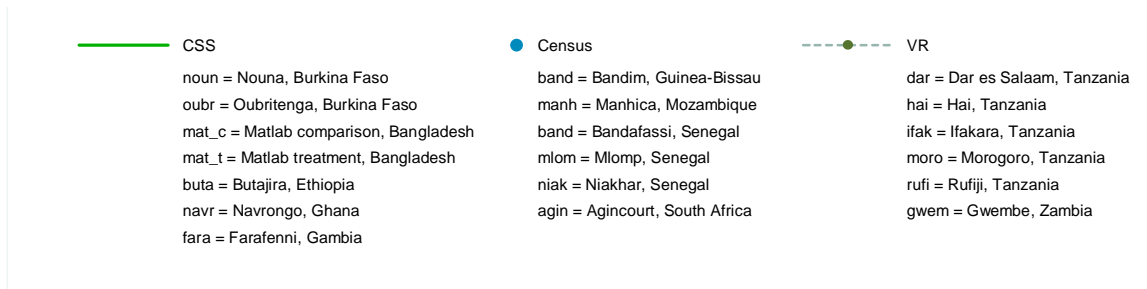 CSS
noun = Nouna, Burkina Faso
oubr = Oubritenga, Burkina Faso
mat_c = Matlab comparison, Bangladesh
mat_t = Matlab treatment, Bangladesh
buta = Butajira, Ethiopia
navr = Navrongo, Ghana
fara = Farafenni, Gambia
Census
band = Bandim, Guinea-Bissau
manh = Manhica, Mozambique
band = Bandafassi, Senegal
mlom = Mlomp, Senegal
niak = Niakhar, Senegal
agin = Agincourt, South Africa
VR
dar = Dar es Salaam, Tanzania
hai = Hai, Tanzania
ifak = Ifakara, Tanzania
moro = Morogoro, Tanzania
rufi = Rufiji, Tanzania
gwem = Gwembe, Zambia